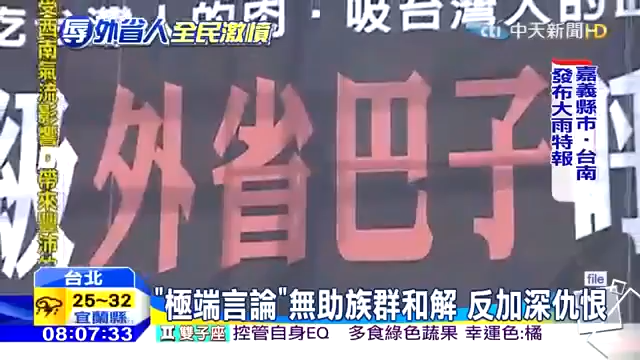 吃台灣人的肉‧吸台灣人的血
辱外省人 全民激憤
cti 中天新聞HD
受西南氣流影響 帶來豐沛
嘉義縣市‧台南
發布大雨特報
級 外省巴子
file
台北
25~32
宜蘭縣
"極端言論"無助族群和解 反加深仇恨
08:07:33
雙子座 控管自身EQ 多食綠色蔬果 幸運色:橘